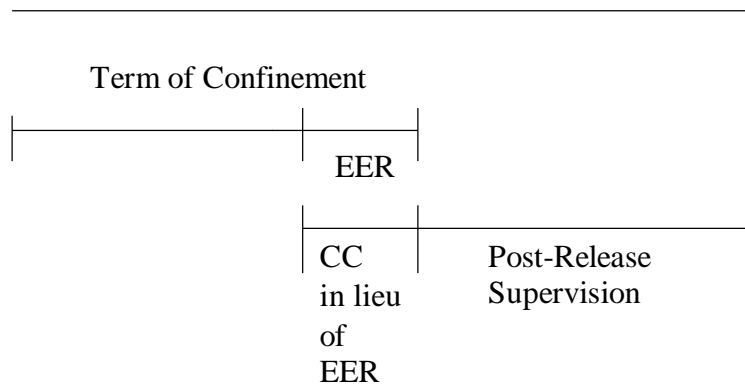 Term of Confinement
EER
CC
in lieu
of
EER
Post-Release
Supervision